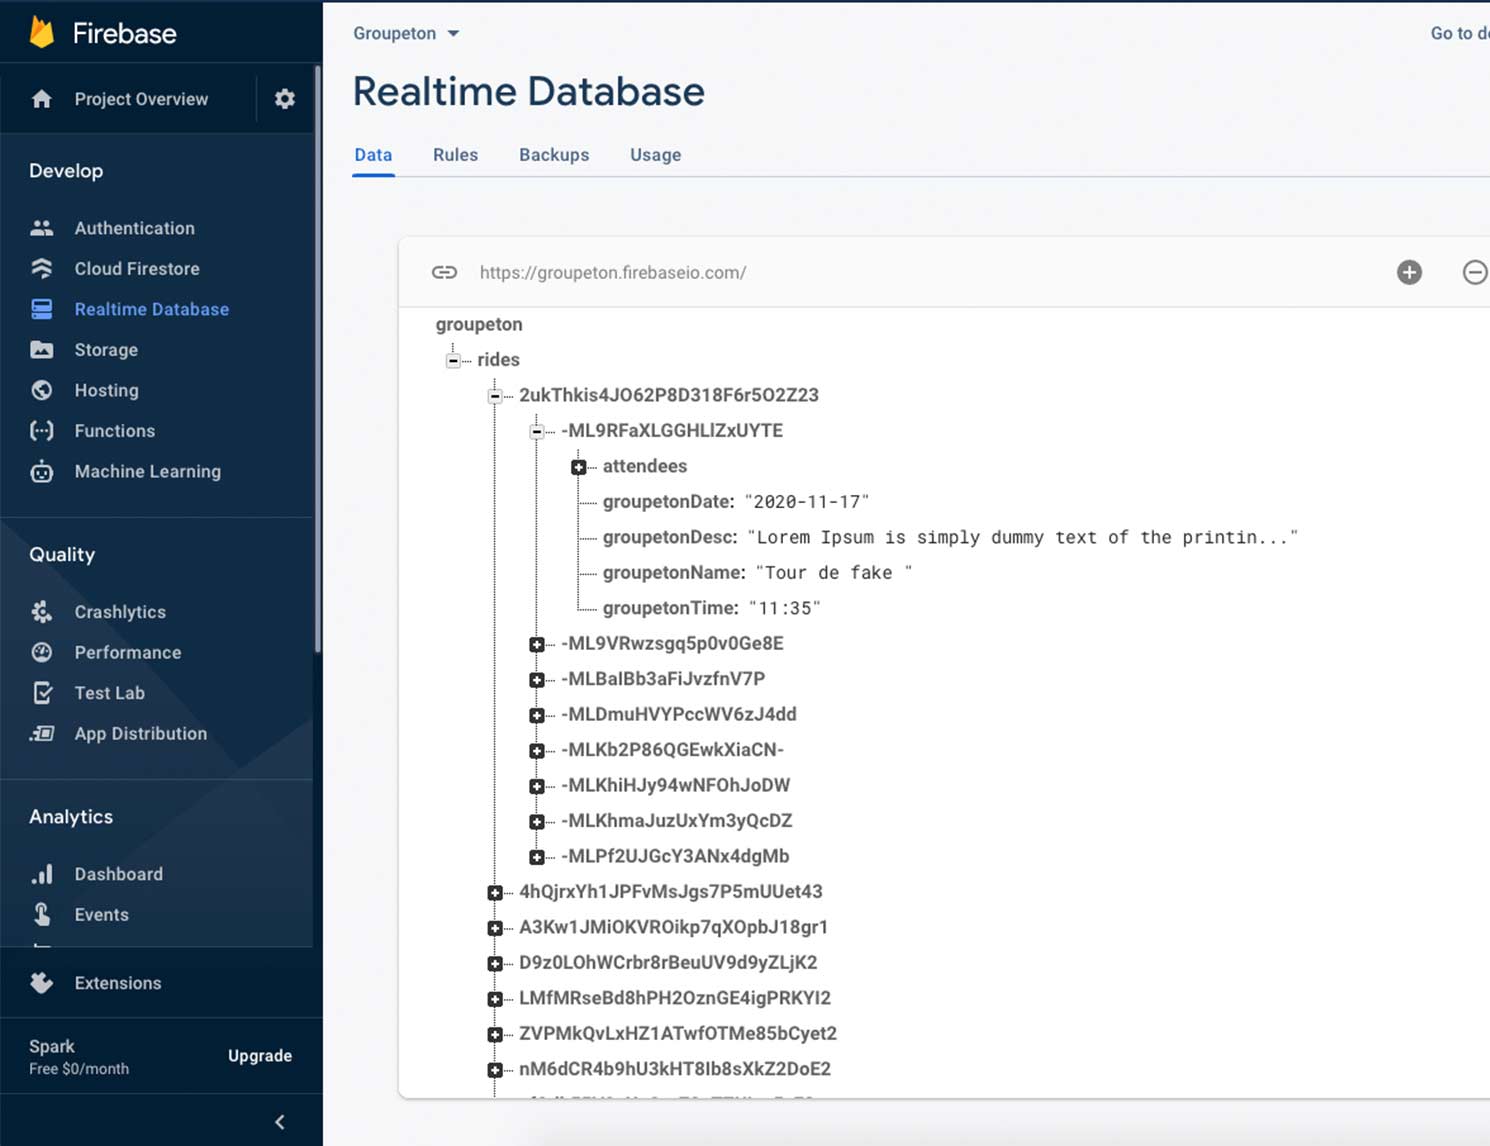 Firebase
Project Overview
Develop
Authentication
Cloud Firestore
Realtime Database
Storage
Hosting
Functions
Machine Learning
Quality
Crashlytics
Performance
Test Lab
App Distribution
Analytics
Dashboard
Events
Extensions
Spark
Free $0/month
Upgrade
Groupeton
Go to
Realtime Database
Data Rules Backups Usage
https://groupeton.firebaseio.com/
groupeton
rides
2ukThkis4JO62P8D318F6r5O2Z23
-ML9RFaXLGGHLlZxUYTE
attendees
groupetonDate: "2020-11-17"
groupetonDesc: "Lorem Ipsum is simply dummy text of the printin..."
groupetonName: "Tour de fake "
groupetonTime: "11:35"
-ML9VRwzsgq5p0v0Ge8E
-MLBalBb3aFiJvzfnV7P
-MLDmuHVYPccWV6zJ4dd
-MLKb2P86QGEwkXiaCN-
-MLKhiHJy94wNFOhJoDW
-MLKhmaJuzUxYm3yQcDZ
-MLPf2UJGcY3ANx4dgMb
4hQjrxYh1JPFvMsJgs7P5mUUet43
A3Kw1JMiOKVROikp7qXOpbJ18gr1
D9z0LOhWCrbr8rBeuUV9d9yZLjK2
LMfMRseBd8hPH2OznGE4igPRKYI2
ZVPMkQvLxHZ1ATwfOTMe85bCyet2
nM6dCR4b9hU3kHT8Ib8sXkZ2DoE2